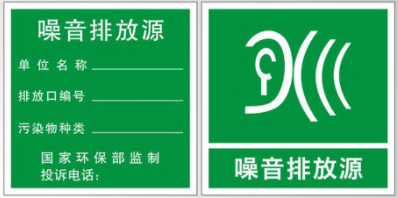 噪音排放源
单位名称
排放口编号
污染物种类
国家环保部监制
投诉电话:
噪音排放源